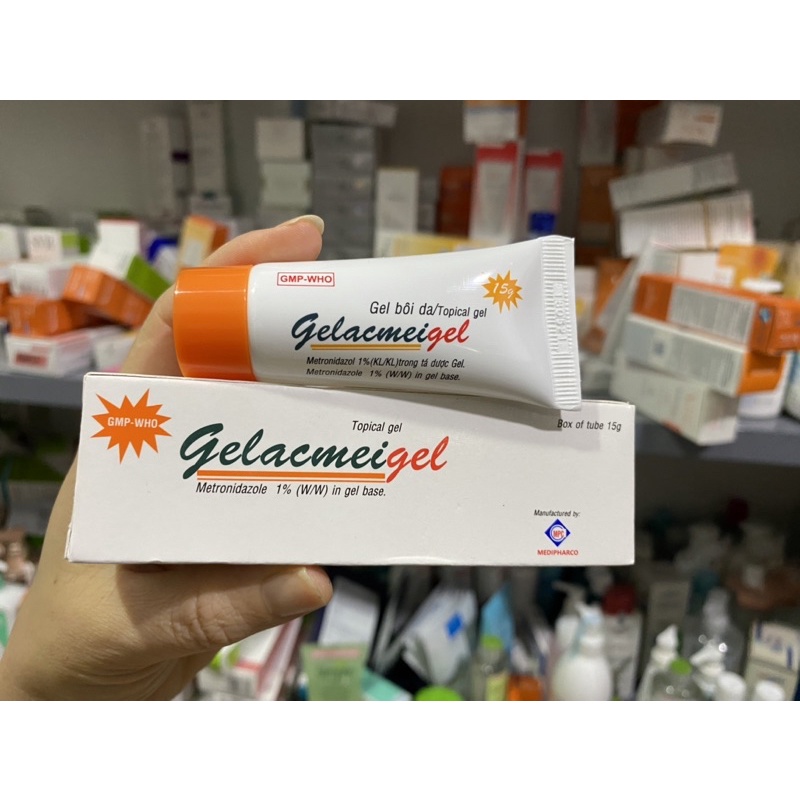 GMP-WHO
15g
Gel bôi da/Topical gel
Gelacmeigel
Metronidazol 1%(KL/KL)trong tá dược Gel.
Metronidazole 1% (W/W) in gel base.
GMP-WHO
Topical gel
Box of tube 15g
Gelacmeigel
Metronidazole 1% (W/W) in gel base.
Manufactured by:
MPC
MEDIPHARCO